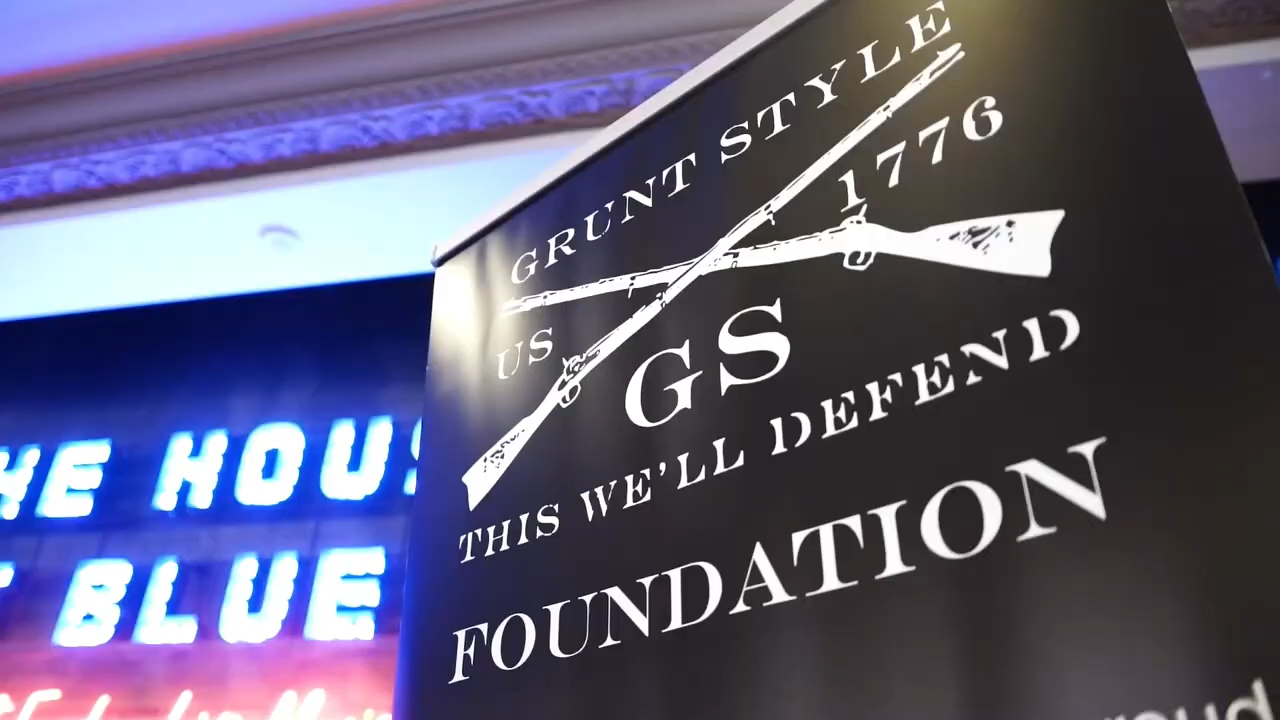 GRUNT STYLE
1776
US
GS
THIS WE'LL DEFEND
FOUNDATION
HE HOUS
BLUE